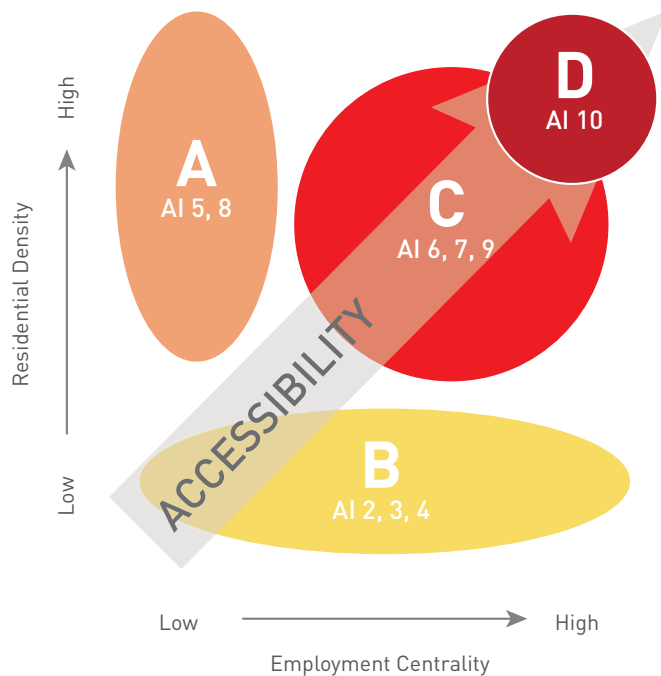 High
Residential Density
Low
A
AI 5, 8
D
AI 10
C
AI 6, 7, 9
ACCESSIBILITY
B
AI 2, 3, 4
Low
High
Employment Centrality